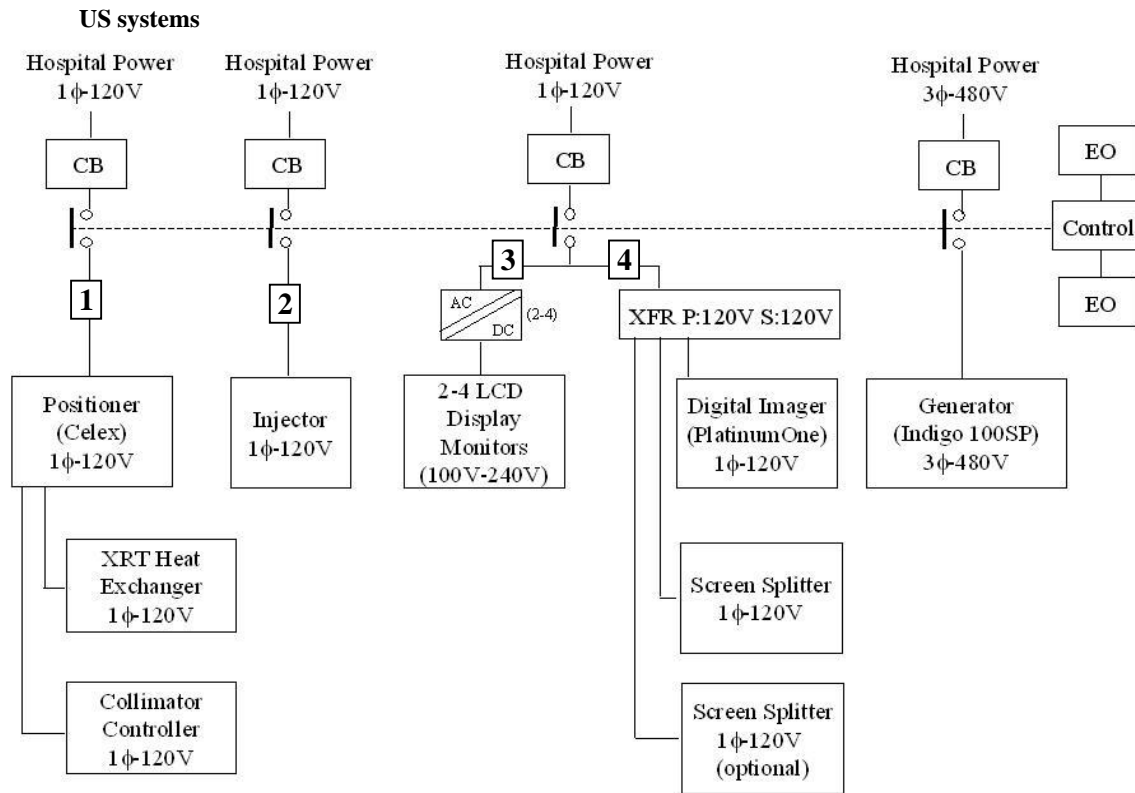 US systems
Hospital Power
1ϕ-120V
Hospital Power
1ϕ-120V
Hospital Power
1ϕ-120V
Hospital Power
3ϕ-480V
CB
CB
CB
CB
EO
Control
EO
1
2
3
4
AC
DC
(2-4)
XFR P:120V S:120V
Positioner
(Celex)
1ϕ-120V
Injector
1ϕ-120V
2-4 LCD
Display
Monitors
(100V-240V)
Digital Imager
(PlatinumOne)
1ϕ-120V
Generator
(Indigo 100SP)
3ϕ-480V
XRT Heat
Exchanger
1ϕ-120V
Screen Splitter
1ϕ-120V
Collimator
Controller
1ϕ-120V
Screen Splitter
1ϕ-120V
(optional)